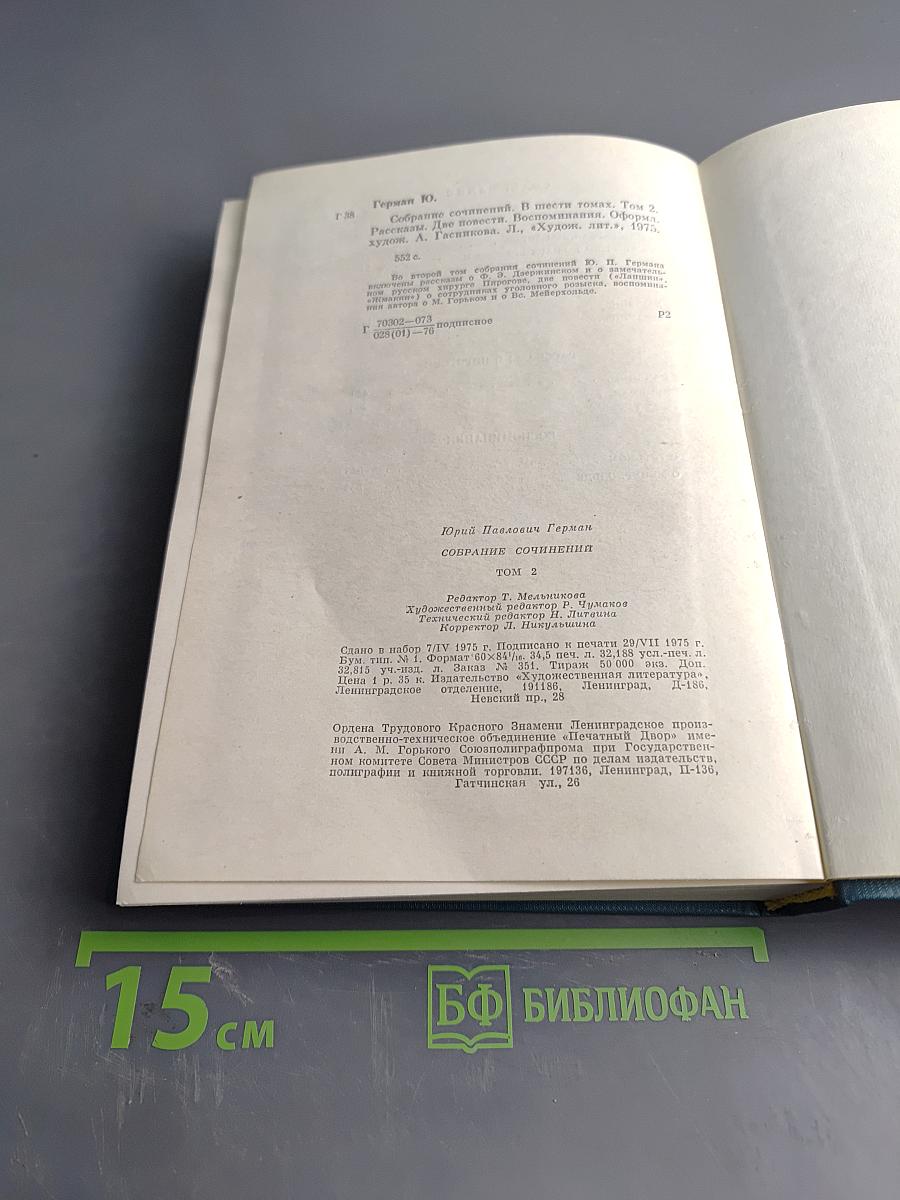 Герман Ю.
Г 38
Собрание сочинений. В шести томах. Том 2.
Рассказы. Две повести. Воспоминания. Оформл.
худож. А. Гасникова. Л., «Худож. лит.», 1975.
552 с.
Во второй том собрания сочинений Ю. П. Германа
включены рассказы о Ф. Э. Дзержинском и о замечатель-
ном русском хирурге Пирогове, две повести («Лапшин»,
«Жмакин») о сотрудниках уголовного розыска, воспомина-
ния автора о М. Горьком и о Вс. Мейерхольде.
Г 70302—073
028(01)—76 подписное
Р2
Юрий Павлович Герман
СОБРАНИЕ СОЧИНЕНИЙ
ТОМ 2
Редактор Т. Мельникова
Художественный редактор Р. Чумаков
Технический редактор Н. Литвина
Корректор Л. Никульшина
Сдано в набор 7/IV 1975 г. Подписано к печати 29/VII 1975 г.
Бум. тип. № 1. Формат 60×84¹/₁₆. 34,5 печ. л. 32,188 усл.-печ. л.
32,815 уч.-изд. л. Заказ № 351. Тираж 50 000 экз. Доп.
Цена 1 р. 35 к. Издательство «Художественная литература»,
Ленинградское отделение, 191186, Ленинград, Д-186,
Невский пр., 28
Ордена Трудового Красного Знамени Ленинградское произ-
водственно-техническое объединение «Печатный Двор» име-
ни А. М. Горького Союзполиграфпрома при Государствен-
ном комитете Совета Министров СССР по делам издательств,
полиграфии и книжной торговли. 197136, Ленинград, П-136,
Гатчинская ул., 26
15 см
БФ БИБЛИОФАН